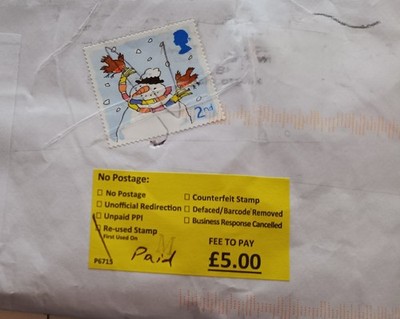 2nd
No Postage:
☐ No Postage ☐ Counterfeit Stamp
☐ Unofficial Redirection ☐ Defaced/Barcode Removed
☐ Unpaid PPI ☐ Business Response Cancelled
☐ Re-used Stamp
First Used On
FEE TO PAY
Paid
£5.00
P6713